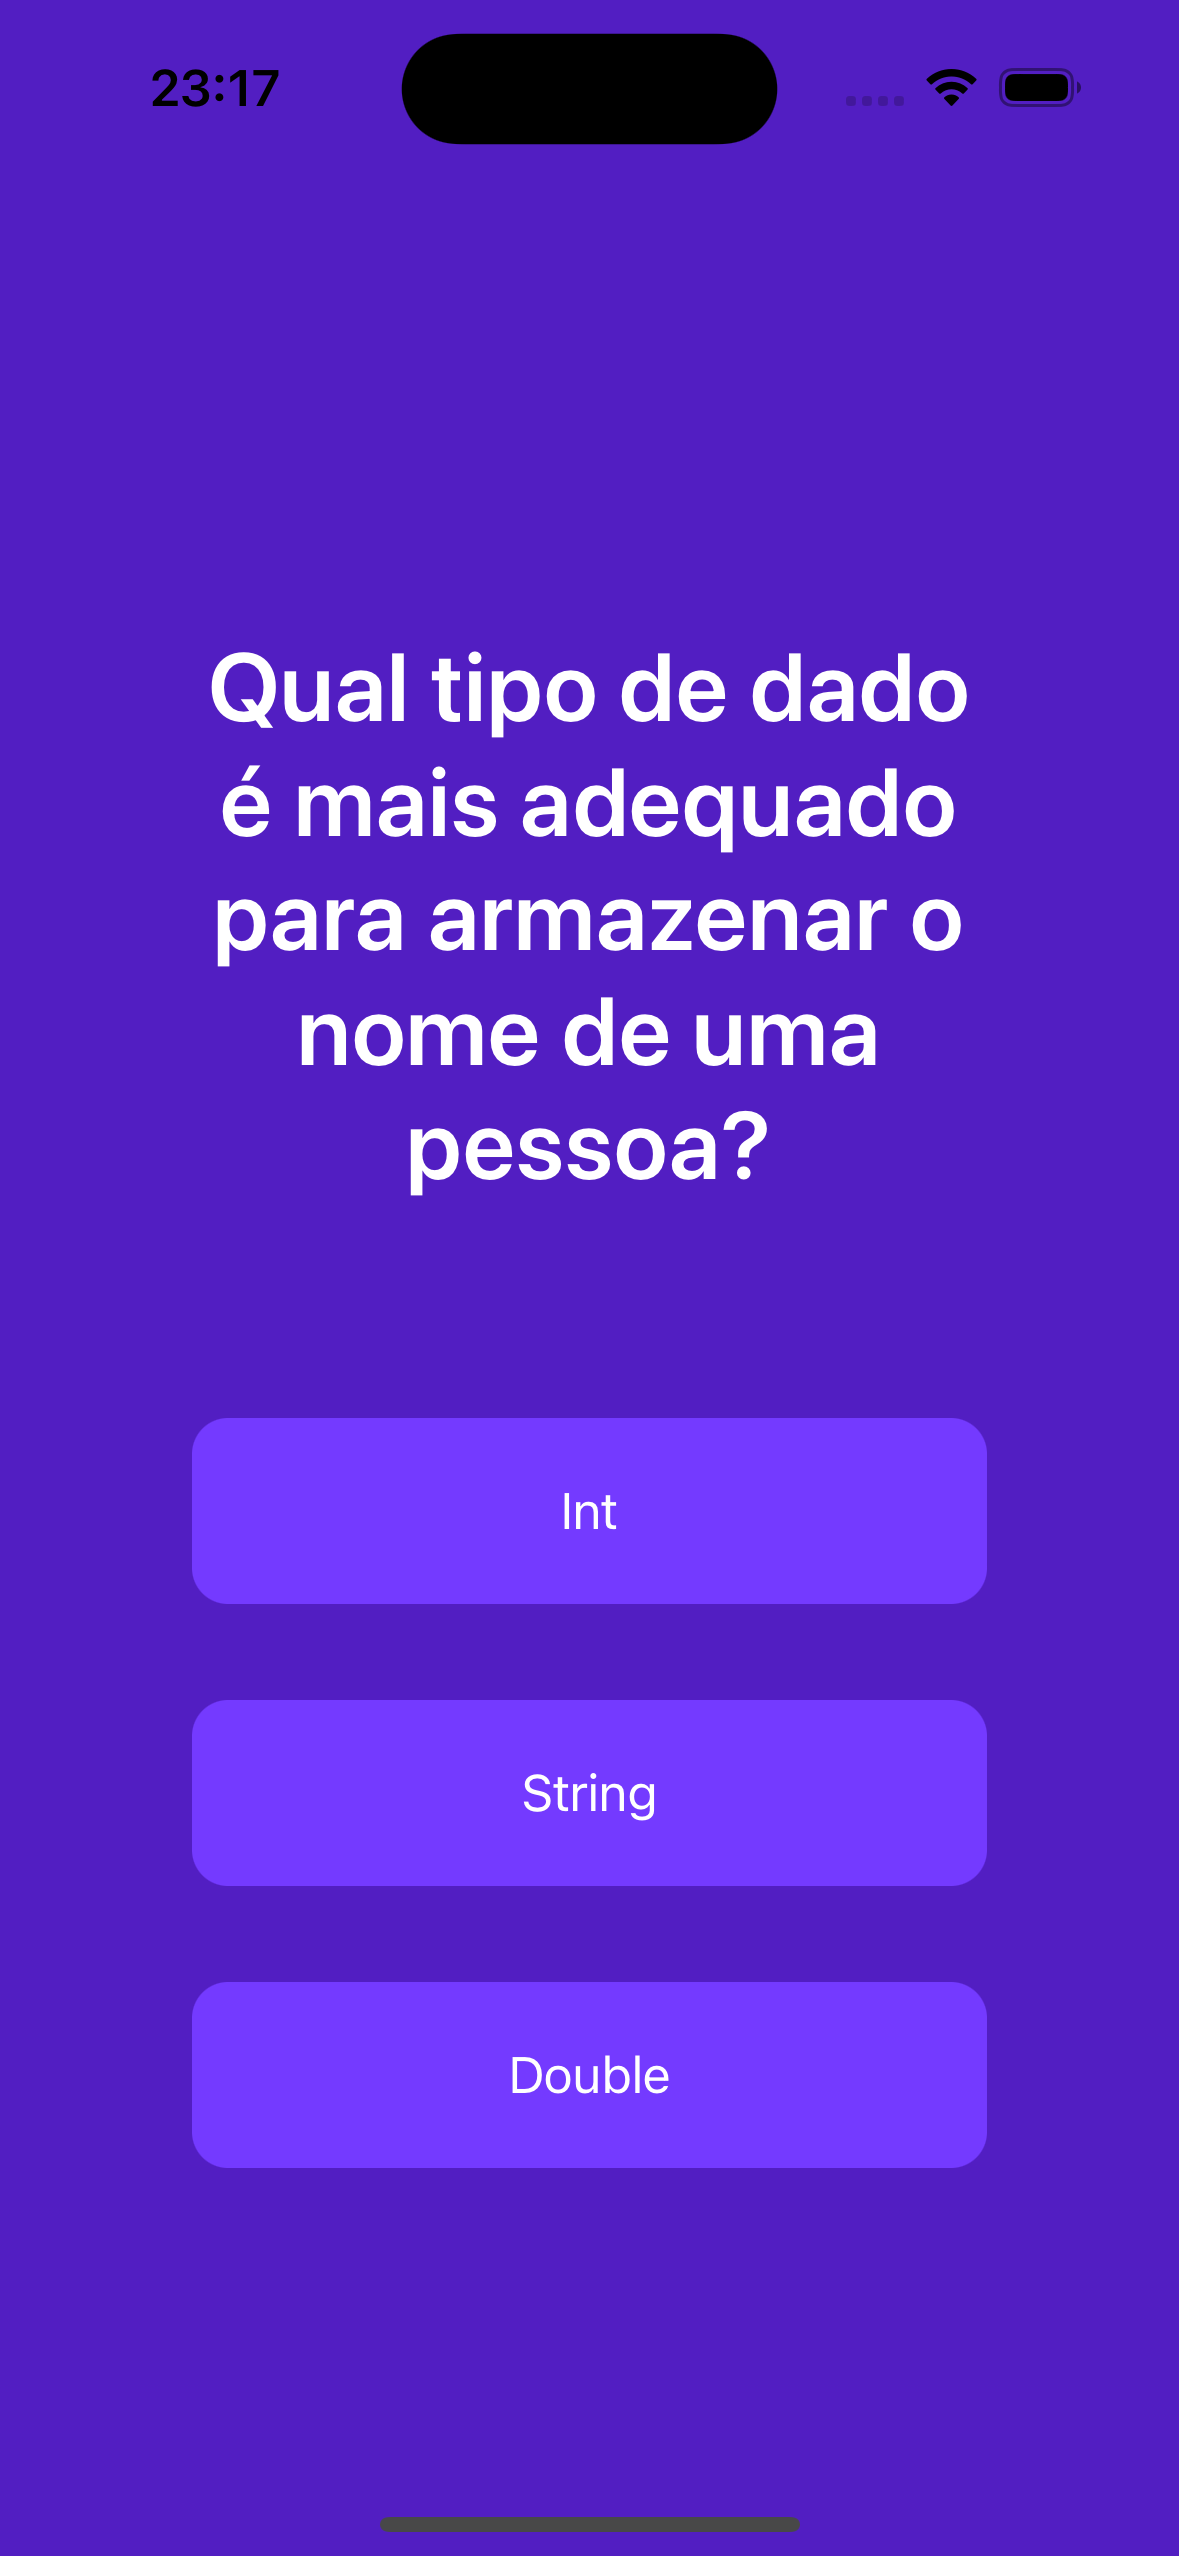 23:17
Qual tipo de dado
é mais adequado
para armazenar o
nome de uma
pessoa?
Int
String
Double